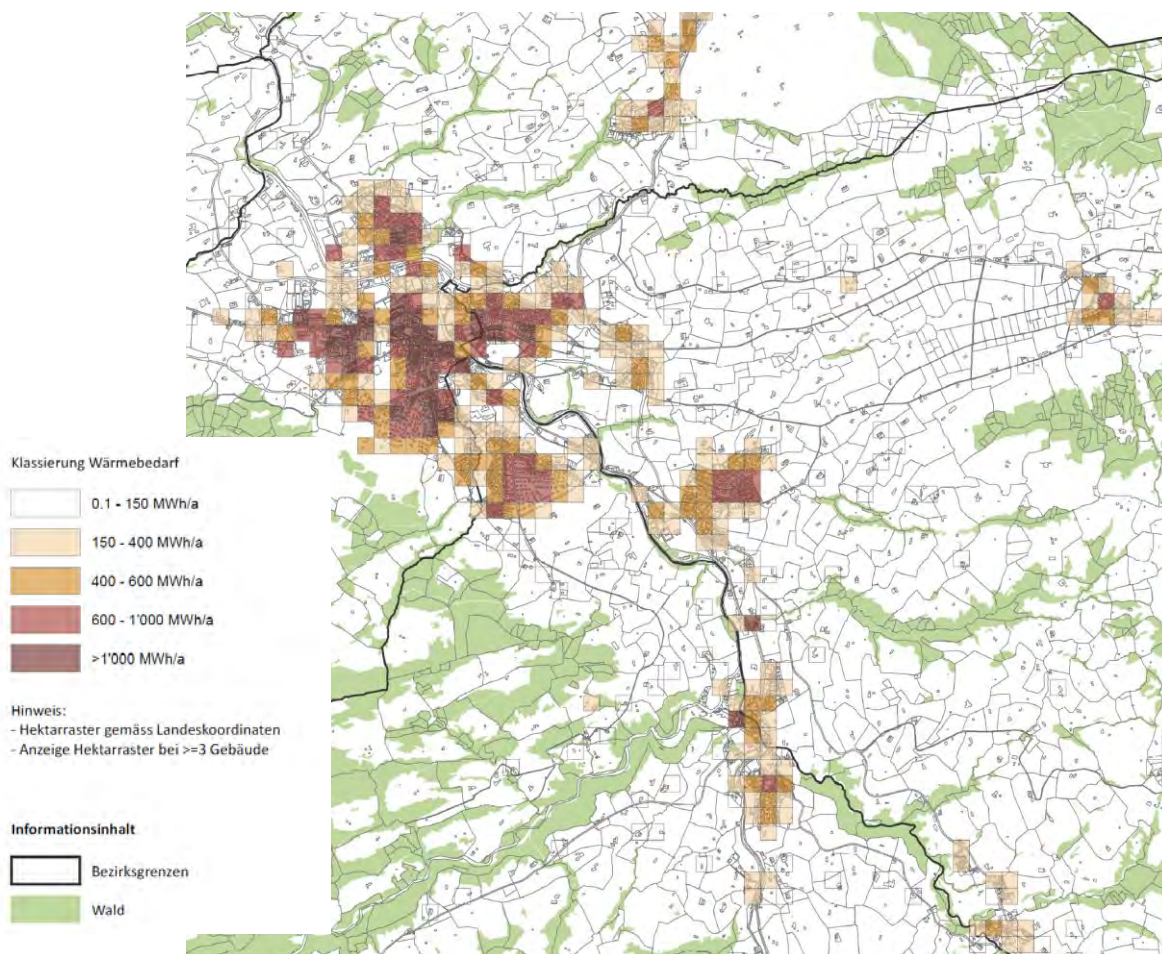 Klassierung Wärmebedarf
0.1 - 150 MWh/a
150 - 400 MWh/a
400 - 600 MWh/a
600 - 1'000 MWh/a
>1'000 MWh/a
Hinweis:
- Hektarraster gemäss Landeskoordinaten
- Anzeige Hektarraster bei >=3 Gebäude
Informationsinhalt
Bezirksgrenzen
Wald